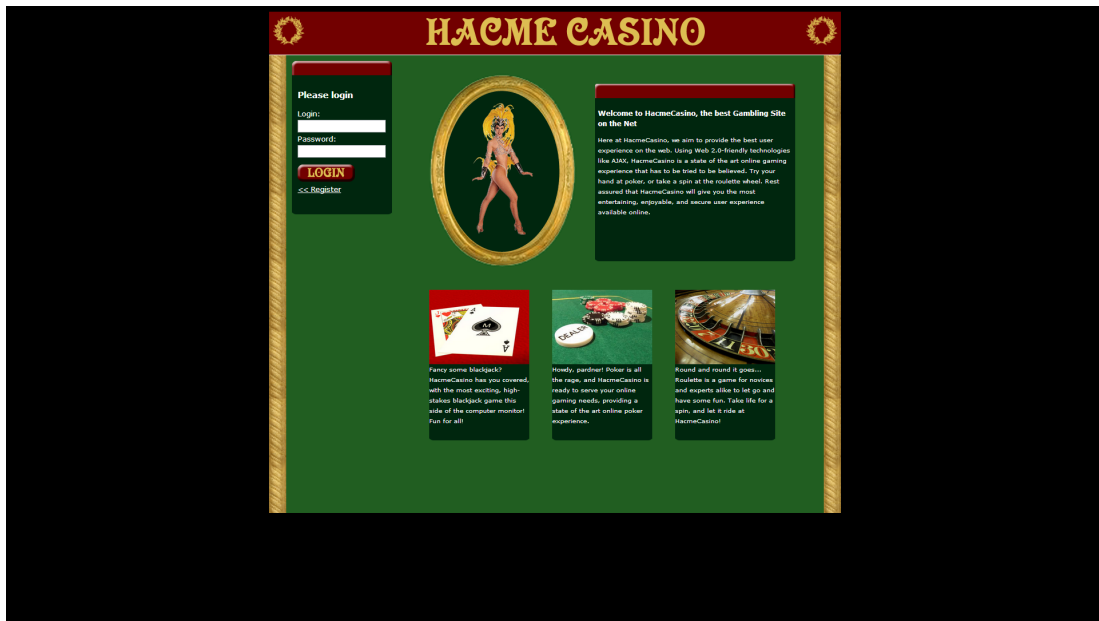 HACME CASINO
Please login
Login:
Password:
LOGIN
<< Register
Welcome to HacmeCasino, the best Gambling Site
on the Net
Here at HacmeCasino, we aim to provide the best user
experience on the web. Using Web 2.0-friendly technologies
like AJAX, HacmeCasino is a state of the art online gaming
experience that has to be tried to be believed. Try your
hand at poker, or take a spin at the roulette wheel. Rest
assured that HacmeCasino will give you the most
entertaining, enjoyable, and secure user experience
available online.
Fancy some blackjack?
HacmeCasino has you covered,
with the most exciting, high-
stakes blackjack game this
side of the computer monitor!
Fun for all!
DEALER
Howdy, pardner! Poker is all
the rage, and HacmeCasino is
ready to serve your online
gaming needs, providing a
state of the art online poker
experience.
Round and round it goes...
Roulette is a game for novices
and experts alike to let go and
have some fun. Take life for a
spin, and let it ride at
HacmeCasino!